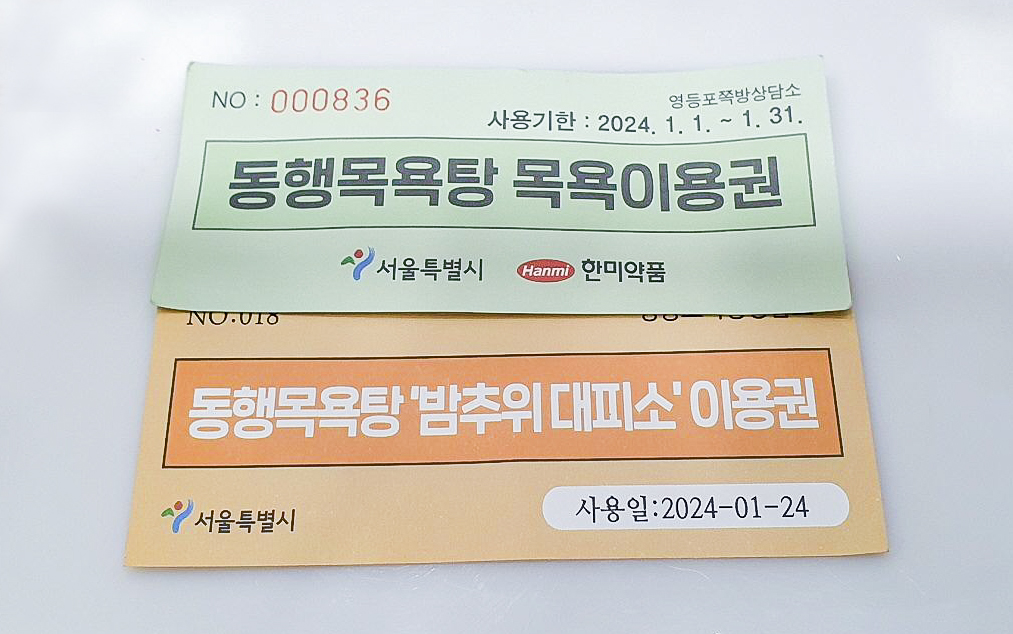 NO : 000836
영등포쪽방상담소
사용기한 : 2024. 1. 1. ~ 1. 31.
동행목욕탕 목욕이용권
서울특별시 Hanmi 한미약품
NO:018
동행목욕탕 '밤추위 대피소' 이용권
서울특별시
사용일:2024-01-24